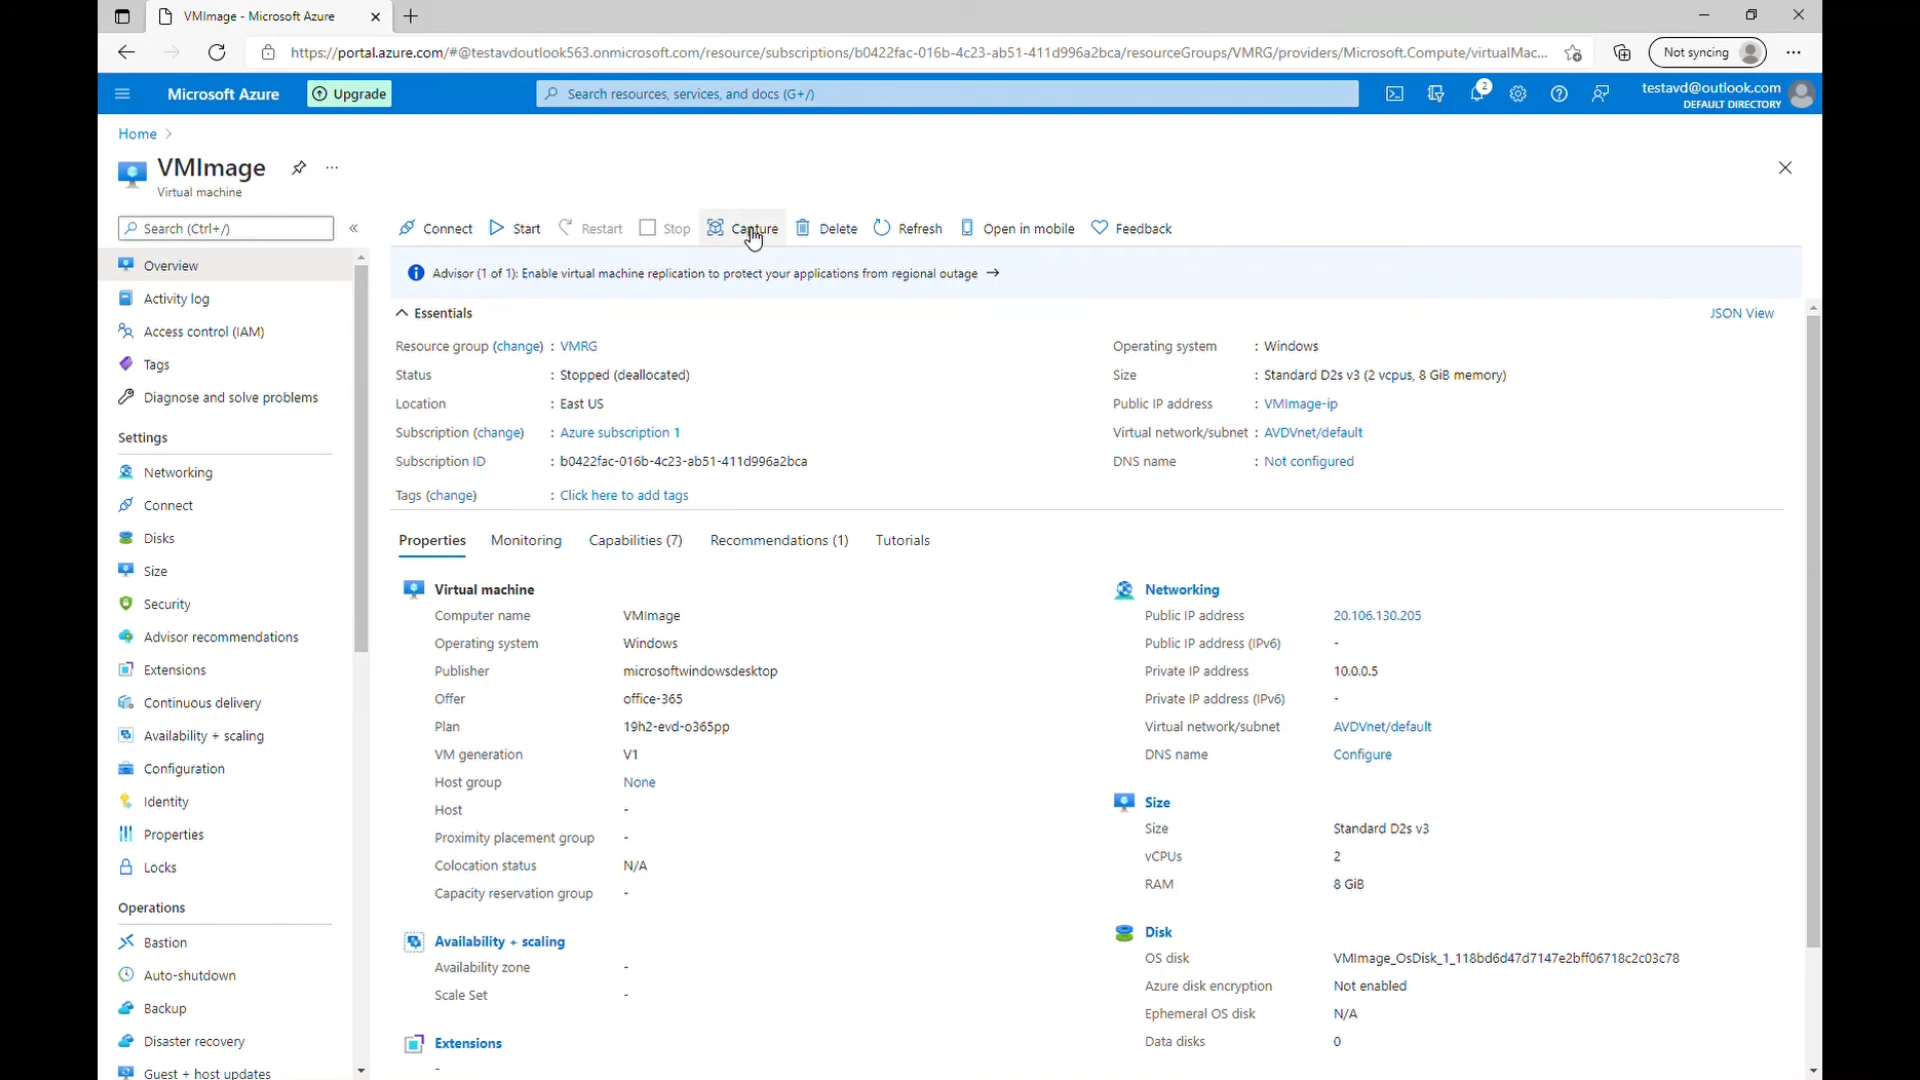 VMImage - Microsoft Azure
https://portal.azure.com/#@testavdoutlook563.onmicrosoft.com/resource/subscriptions/b0422fac-016b-4c23-ab51-411d996a2bca/resourceGroups/VMRG/providers/Microsoft.Compute/virtualMac...
Not syncing
Microsoft Azure
Upgrade
Search resources, services, and docs (G+/)
2
testavd@outlook.com
DEFAULT DIRECTORY
Home
VMImage
Virtual machine
Search (Ctrl+/)
Connect Start Restart Stop Capture Delete Refresh Open in mobile Feedback
Overview
Activity log
Access control (IAM)
Tags
Diagnose and solve problems
Settings
Networking
Connect
Disks
Size
Security
Advisor recommendations
Extensions
Continuous delivery
Availability + scaling
Configuration
Identity
Properties
Locks
Operations
Bastion
Auto-shutdown
Backup
Disaster recovery
Guest + host updates
Advisor (1 of 1): Enable virtual machine replication to protect your applications from regional outage →
Essentials
JSON View
Resource group (change) : VMRG
Status : Stopped (deallocated)
Location : East US
Subscription (change) : Azure subscription 1
Subscription ID : b0422fac-016b-4c23-ab51-411d996a2bca
Tags (change) : Click here to add tags
Operating system : Windows
Size : Standard D2s v3 (2 vcpus, 8 GiB memory)
Public IP address : VMImage-ip
Virtual network/subnet : AVDVnet/default
DNS name : Not configured
Properties Monitoring Capabilities (7) Recommendations (1) Tutorials
Virtual machine
Computer name VMImage
Operating system Windows
Publisher microsoftwindowsdesktop
Offer office-365
Plan 19h2-evd-o365pp
VM generation V1
Host group None
Host -
Proximity placement group -
Colocation status N/A
Capacity reservation group -
Availability + scaling
Availability zone -
Scale Set -
Extensions
-
Networking
Public IP address 20.106.130.205
Public IP address (IPv6) -
Private IP address 10.0.0.5
Private IP address (IPv6) -
Virtual network/subnet AVDVnet/default
DNS name Configure
Size
Size Standard D2s v3
vCPUs 2
RAM 8 GiB
Disk
OS disk VMImage_OsDisk_1_118bd6d47d7147e2bff06718c2c03c78
Azure disk encryption Not enabled
Ephemeral OS disk N/A
Data disks 0